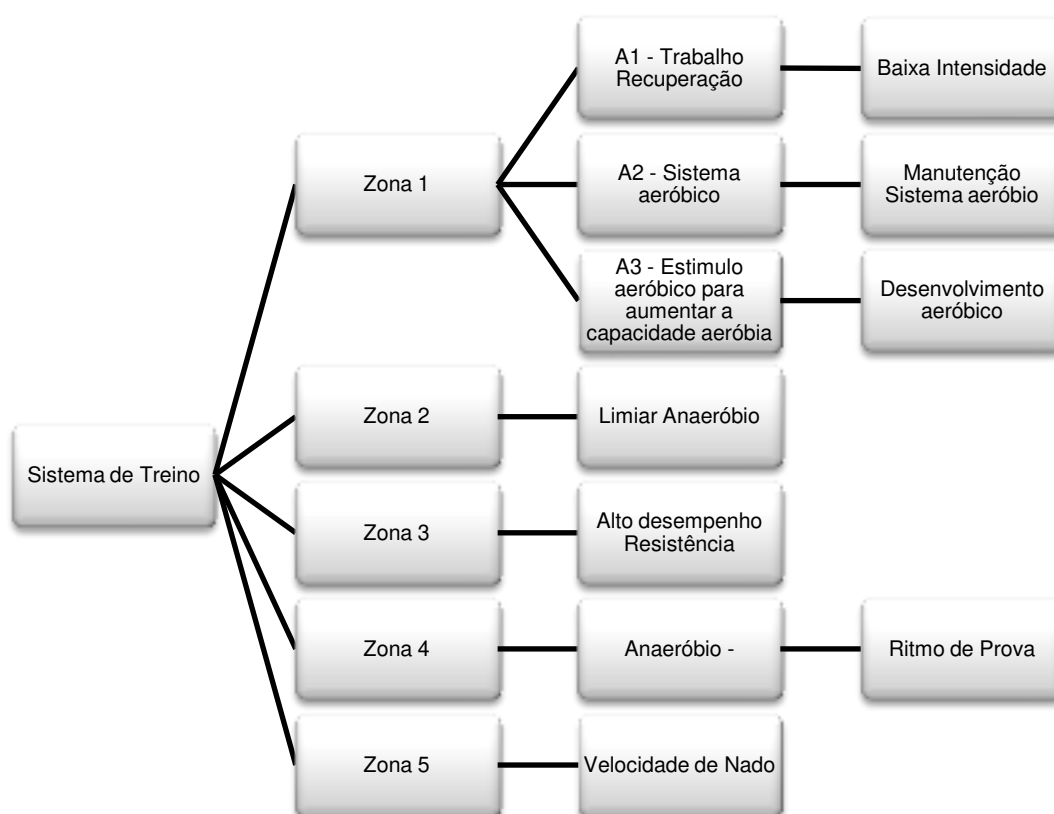 Sistema de Treino
Zona 1
A1 - Trabalho
Recuperação
Baixa Intensidade
A2 - Sistema
aeróbico
Manutenção
Sistema aeróbio
A3 - Estimulo
aeróbico para
aumentar a
capacidade aeróbia
Desenvolvimento
aeróbico
Zona 2
Limiar Anaeróbio
Zona 3
Alto desempenho
Resistência
Zona 4
Anaeróbio -
Ritmo de Prova
Zona 5
Velocidade de Nado